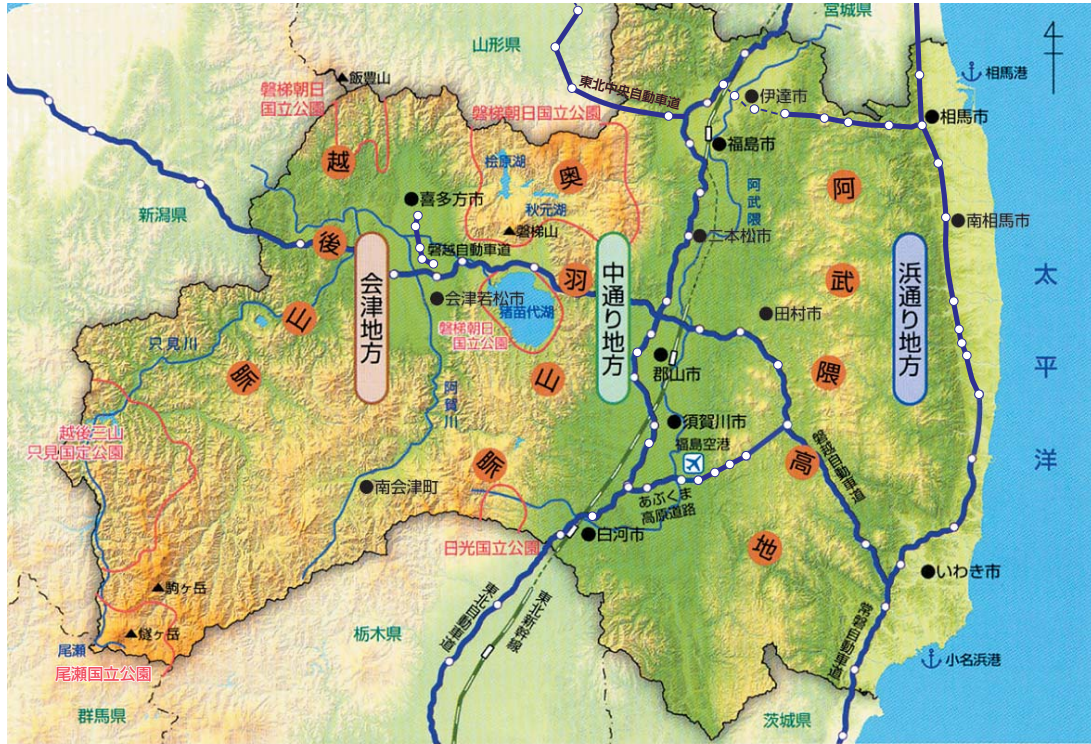 宮城県
山形県
飯豊山
磐梯朝日
国立公園
磐梯朝日国立公園
東北中央自動車道
伊達市
相馬港
相馬市
福島市
越
奥
桧原湖
秋元湖
磐梯山
喜多方市
阿武隈
阿
新潟県
南相馬市
二本松市
後
磐越自動車道
会津地方
中通り地方
浜通り地方
羽
武
太平洋
会津若松市
猪苗代湖
磐梯朝日
国立公園
田村市
山
只見川
脈
山
郡山市
隈
阿賀川
須賀川市
福島空港
越後三山
只見国定公園
脈
高
磐越自動車道
南会津町
あぶくま
高原道路
日光国立公園
白河市
地
駒ヶ岳
いわき市
燧ヶ岳
尾瀬
尾瀬国立公園
栃木県
東北自動車道
東北新幹線
常磐自動車道
小名浜港
群馬県
茨城県